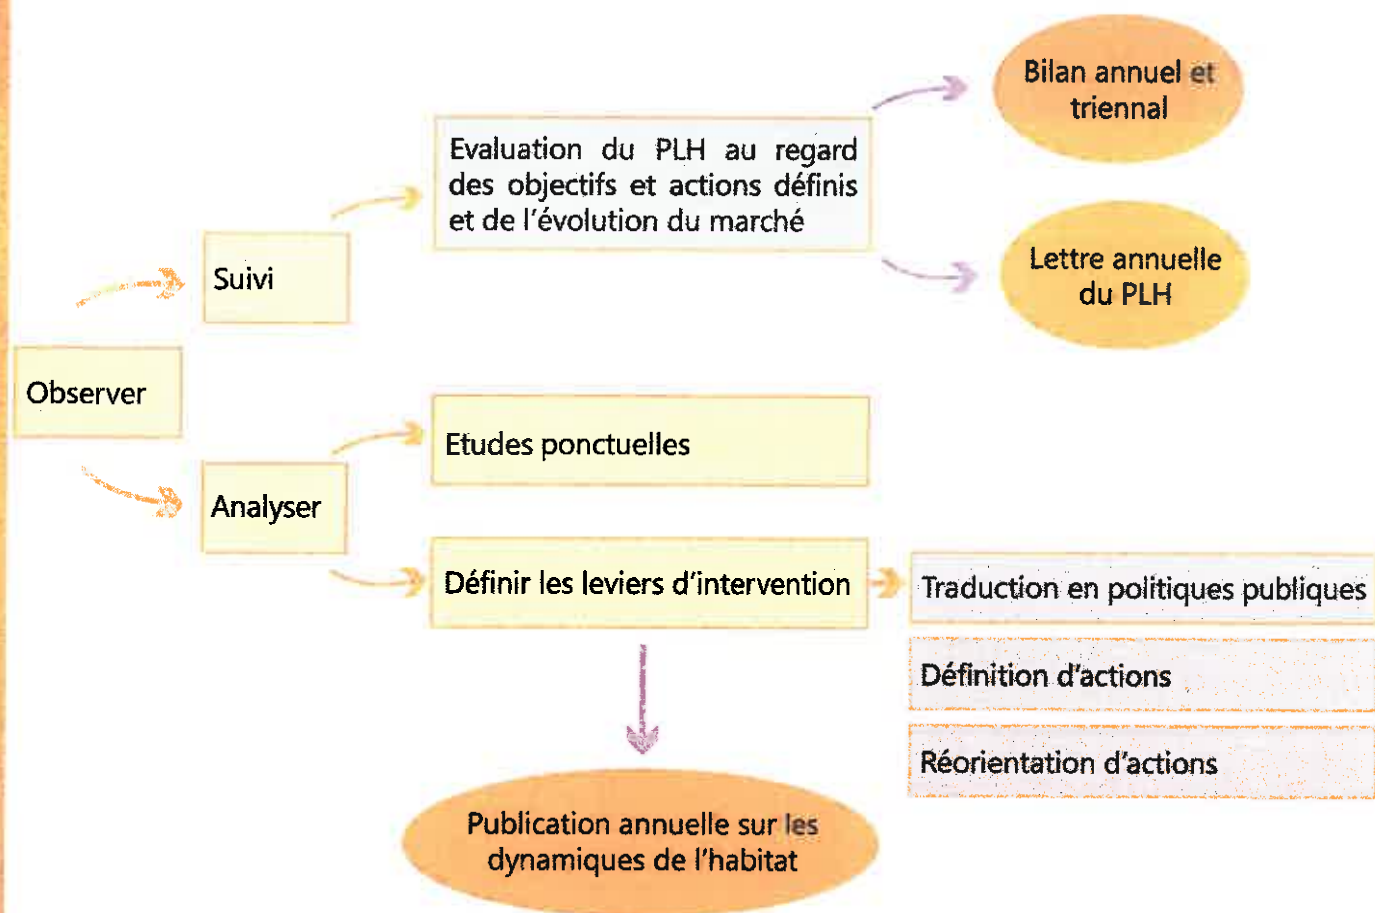 Bilan annuel et
triennal
Evaluation du PLH au regard
des objectifs et actions définis
et de l'évolution du marché
Lettre annuelle
du PLH
Suivi
Observer
Etudes ponctuelles
Analyser
Définir les leviers d'intervention
Traduction en politiques publiques
Définition d'actions
Réorientation d'actions
Publication annuelle sur les
dynamiques de l'habitat